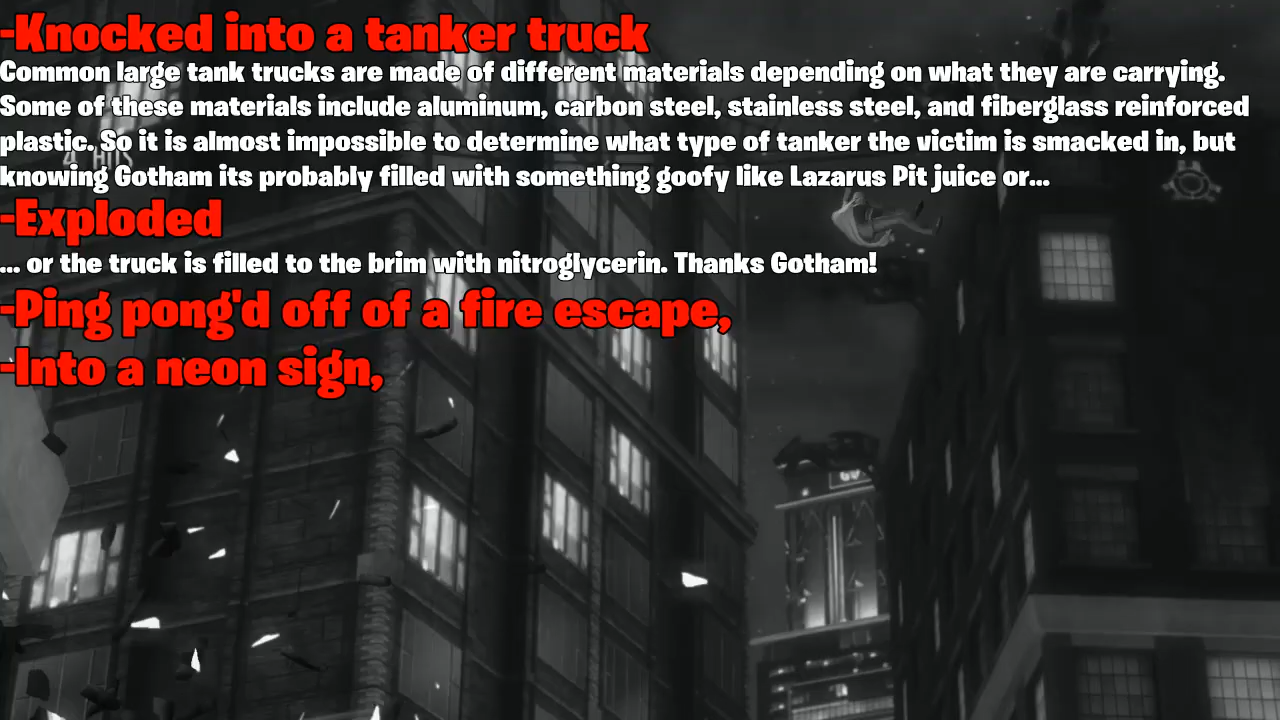 -Knocked into a tanker truck
Common large tank trucks are made of different materials depending on what they are carrying.
Some of these materials include aluminum, carbon steel, stainless steel, and fiberglass reinforced
plastic. So it is almost impossible to determine what type of tanker the victim is smacked in, but
4 HITS
knowing Gotham its probably filled with something goofy like Lazarus Pit juice or...
-Exploded
... or the truck is filled to the brim with nitroglycerin. Thanks Gotham!
-Ping pong'd off of a fire escape,
-Into a neon sign,